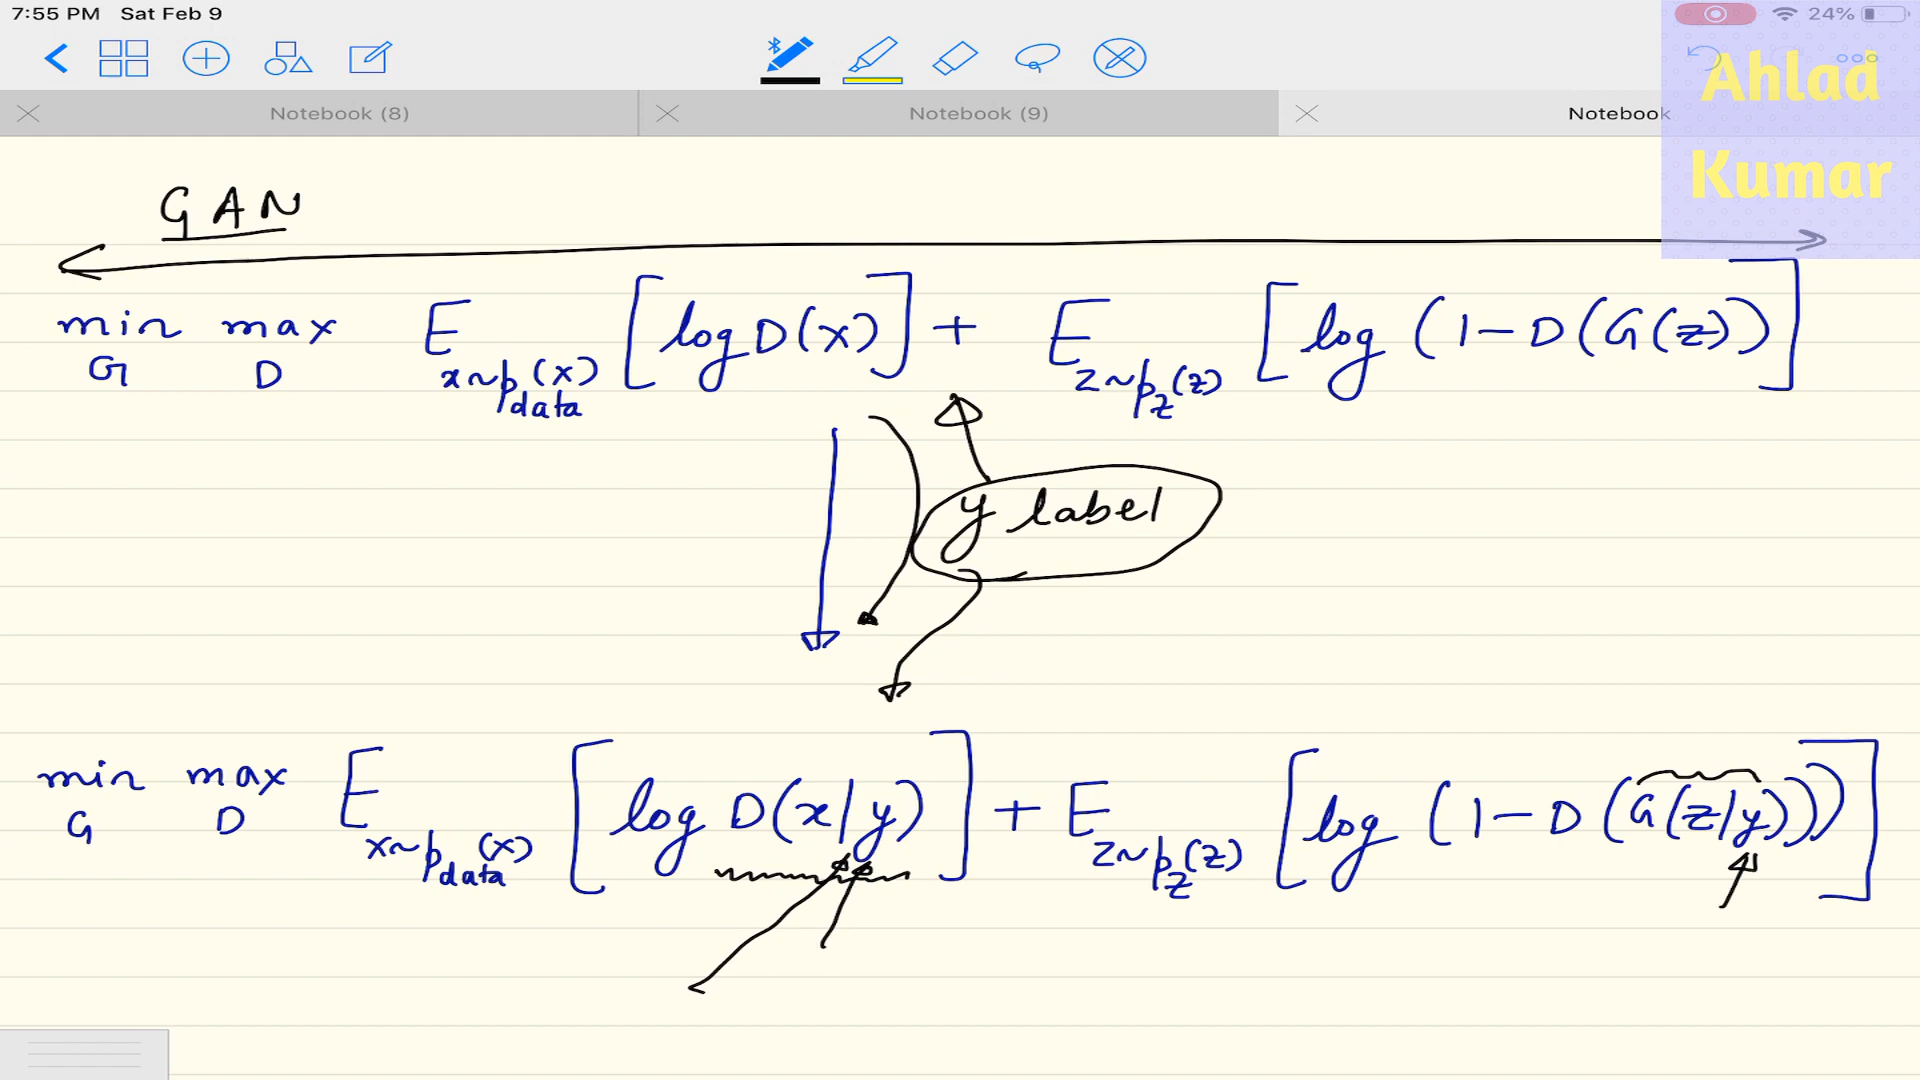 7:55 PM Sat Feb 9
24%
Notebook (8)
Notebook (9)
Notebook
Ahlad
Kumar
GAN
min max E [log D(x)] + E [log (1-D(G(z))]
G D x~p_data(x) z~p_z(z)
y label
min max E [log D(x/y)] + E [log (1-D(G(z/y)))]
G D x~p_data(x) z~p_z(z)